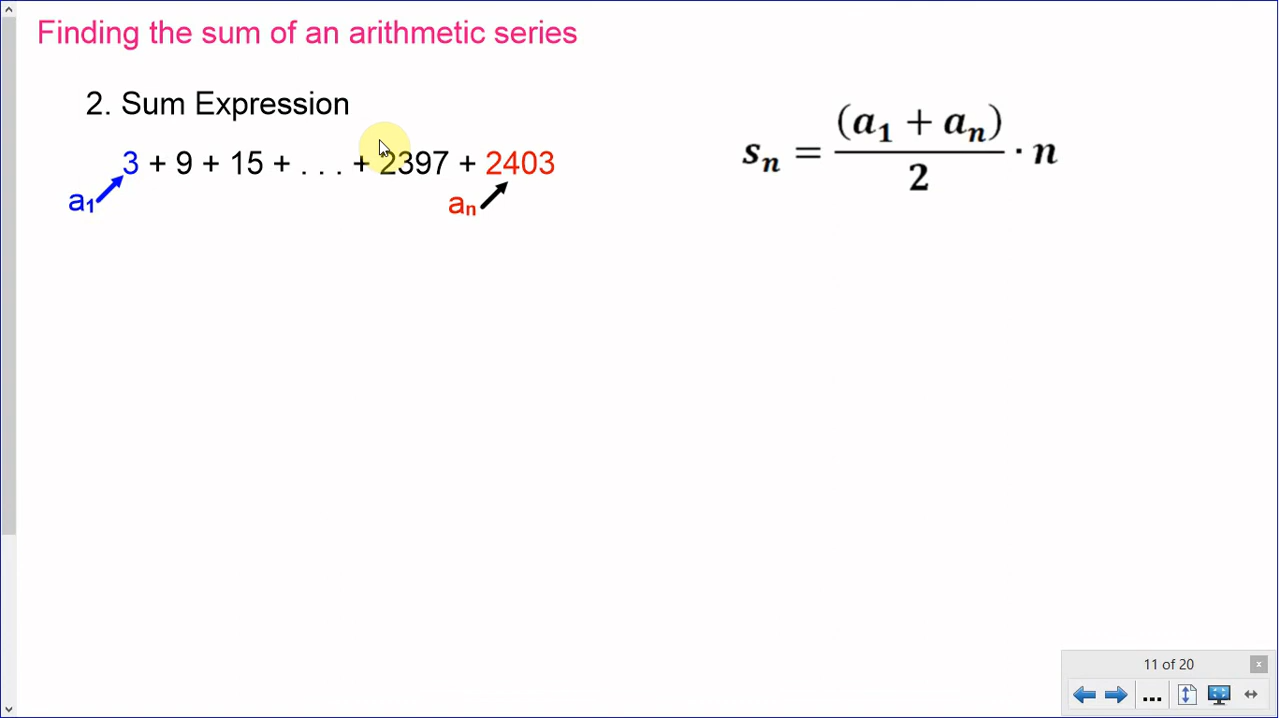 Finding the sum of an arithmetic series
2. Sum Expression
3 + 9 + 15 + . . . + 2397 + 2403
a₁
aₙ
sₙ = (a₁ + aₙ) / 2 · n
11 of 20